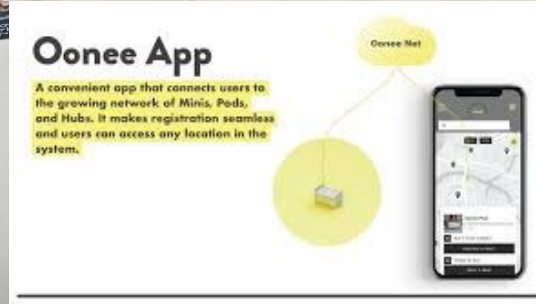 Oonee App
Oonee Net
A convenient app that connects users to
the growing network of Minis, Pods,
and Hubs. It makes registration seamless
and users can access any location in the
system.